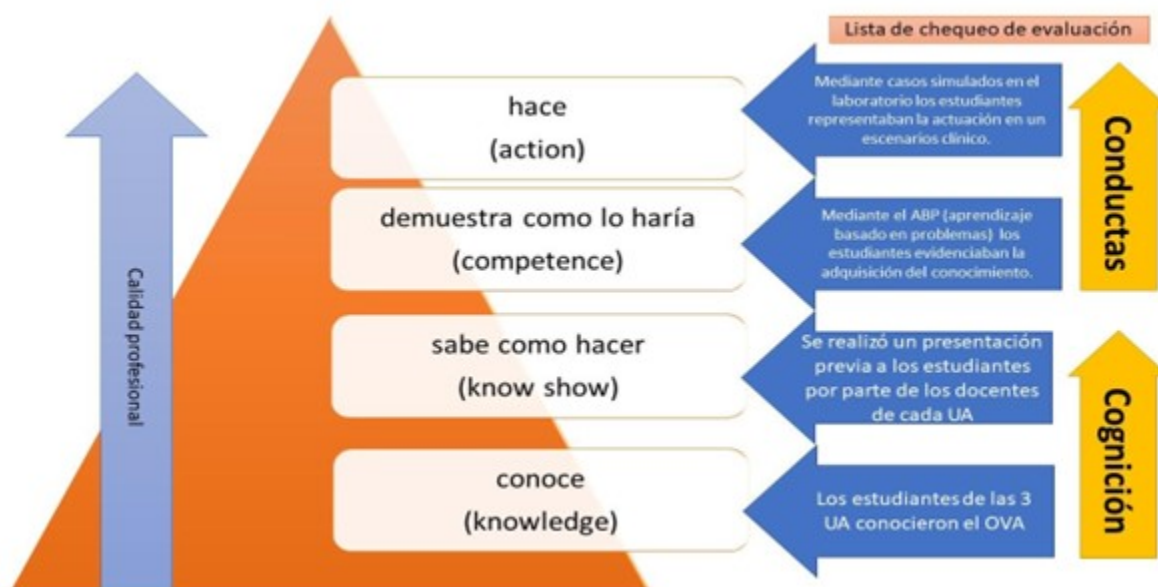 Lista de chequeo de evaluación
hace
(action)
Mediante casos simulados en el
laboratorio los estudiantes
representaban la actuación en un
escenarios clínico.
demuestra como lo haría
(competence)
Mediante el ABP (aprendizaje
basado en problemas) los
estudiantes evidenciaban la
adquisición del conocimiento.
Conductas
sabe como hacer
(know show)
Se realizó un presentación
previa a los estudiantes
por parte de los docentes
de cada UA
conoce
(knowledge)
Los estudiantes de las 3
UA conocieron el OVA
Cognición
Calidad profesional